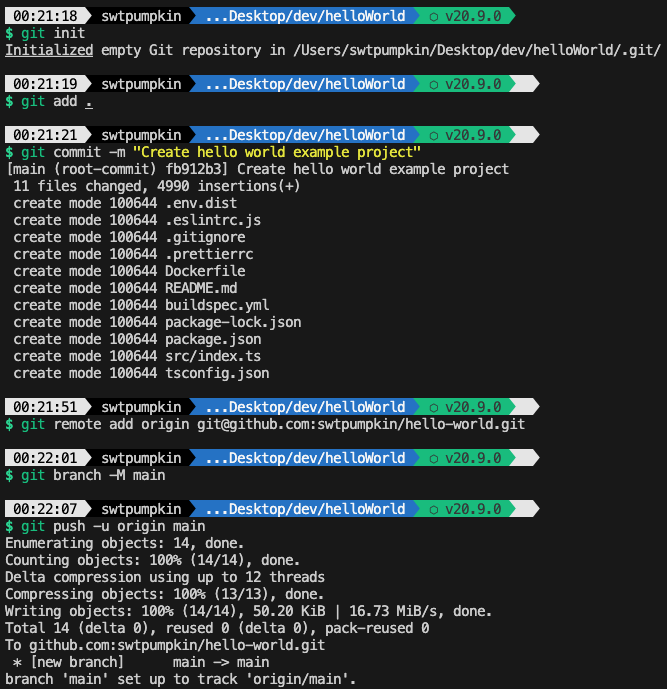 00:21:18 swtpumpkin ...Desktop/dev/helloWorld ⬡ v20.9.0
$ git init
Initialized empty Git repository in /Users/swtpumpkin/Desktop/dev/helloWorld/.git/
00:21:19 swtpumpkin ...Desktop/dev/helloWorld ⬡ v20.9.0
$ git add .
00:21:21 swtpumpkin ...Desktop/dev/helloWorld ⬡ v20.9.0
$ git commit -m "Create hello world example project"
[main (root-commit) fb912b3] Create hello world example project
 11 files changed, 4990 insertions(+)
 create mode 100644 .env.dist
 create mode 100644 .eslintrc.js
 create mode 100644 .gitignore
 create mode 100644 .prettierrc
 create mode 100644 Dockerfile
 create mode 100644 README.md
 create mode 100644 buildspec.yml
 create mode 100644 package-lock.json
 create mode 100644 package.json
 create mode 100644 src/index.ts
 create mode 100644 tsconfig.json
00:21:51 swtpumpkin ...Desktop/dev/helloWorld ⬡ v20.9.0
$ git remote add origin git@github.com:swtpumpkin/hello-world.git
00:22:01 swtpumpkin ...Desktop/dev/helloWorld ⬡ v20.9.0
$ git branch -M main
00:22:07 swtpumpkin ...Desktop/dev/helloWorld ⬡ v20.9.0
$ git push -u origin main
Enumerating objects: 14, done.
Counting objects: 100% (14/14), done.
Delta compression using up to 12 threads
Compressing objects: 100% (13/13), done.
Writing objects: 100% (14/14), 50.20 KiB | 16.73 MiB/s, done.
Total 14 (delta 0), reused 0 (delta 0), pack-reused 0
To github.com:swtpumpkin/hello-world.git
 * [new branch]      main -> main
branch 'main' set up to track 'origin/main'.